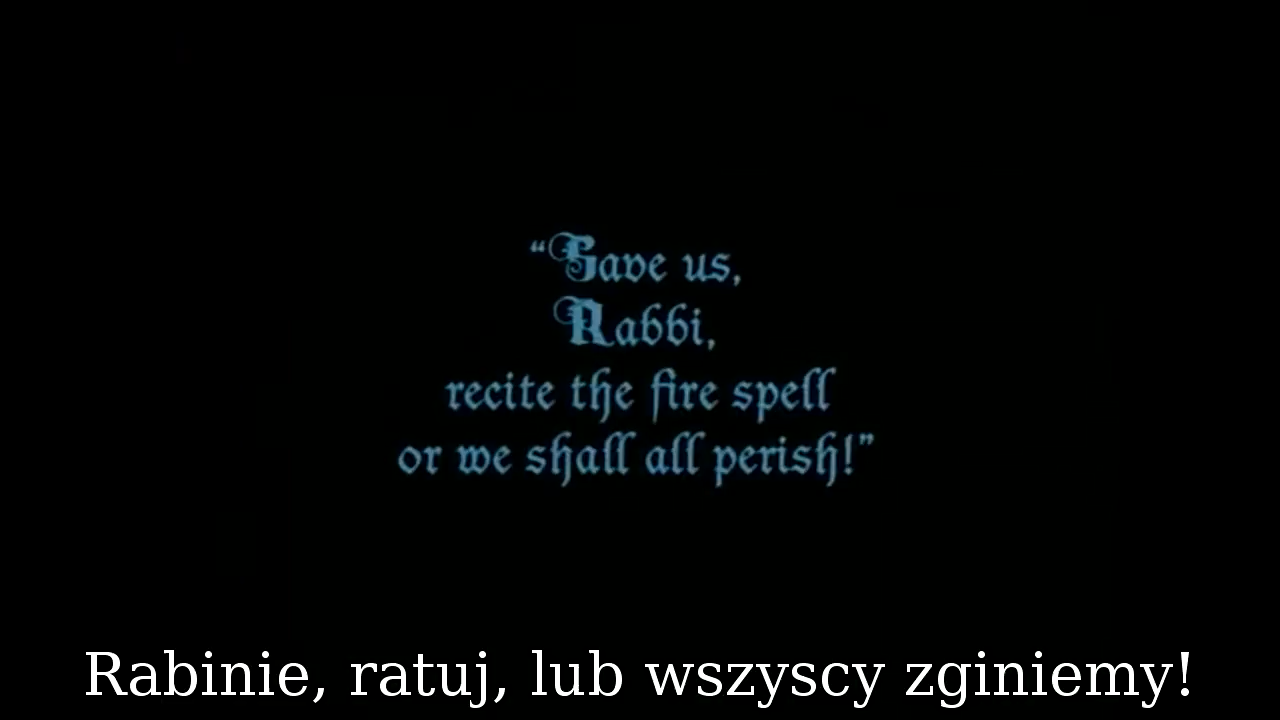 “Save us,
Rabbi,
recite the fire spell
or we shall all perish!”
Rabinie, ratuj, lub wszyscy zginiemy!